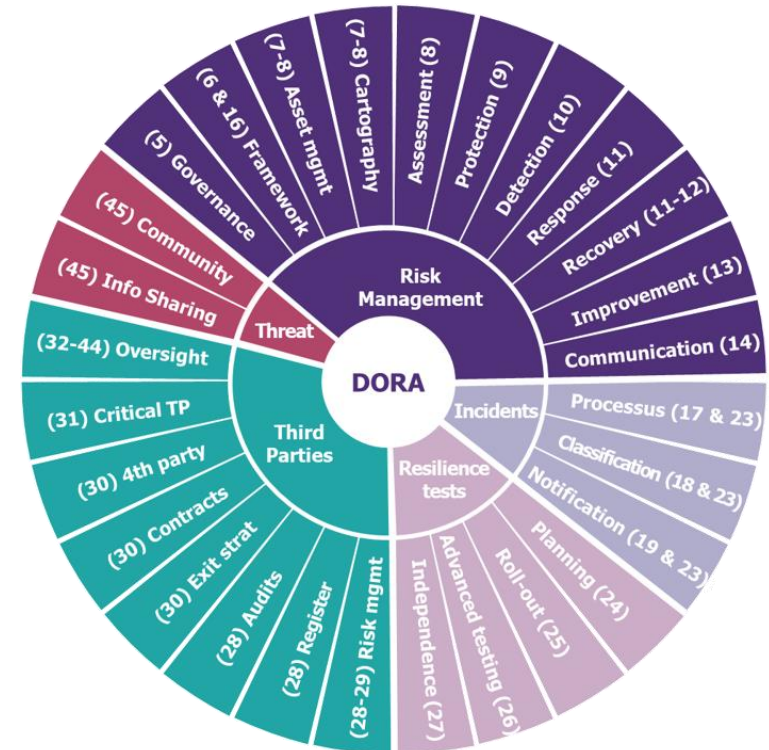 DORA
Risk
Management
(5) Governance
(6 & 16) Framework
(7-8) Asset mgmt
(7-8) Cartography
Assessment (8)
Protection (9)
Detection (10)
Response (11)
Recovery (11-12)
Improvement (13)
Communication (14)
Incidents
Processus (17 & 23)
Classification (18 & 23)
Notification (19 & 23)
Resilience
tests
Planning (24)
Roll-out (25)
Advanced testing (26)
Independence (27)
Third
Parties
(28-29) Risk mgmt
(28) Register
(28) Audits
(30) Exit strat
(30) Contracts
(30) 4th party
(31) Critical TP
(32-44) Oversight
Threat
(45) Info Sharing
(45) Community